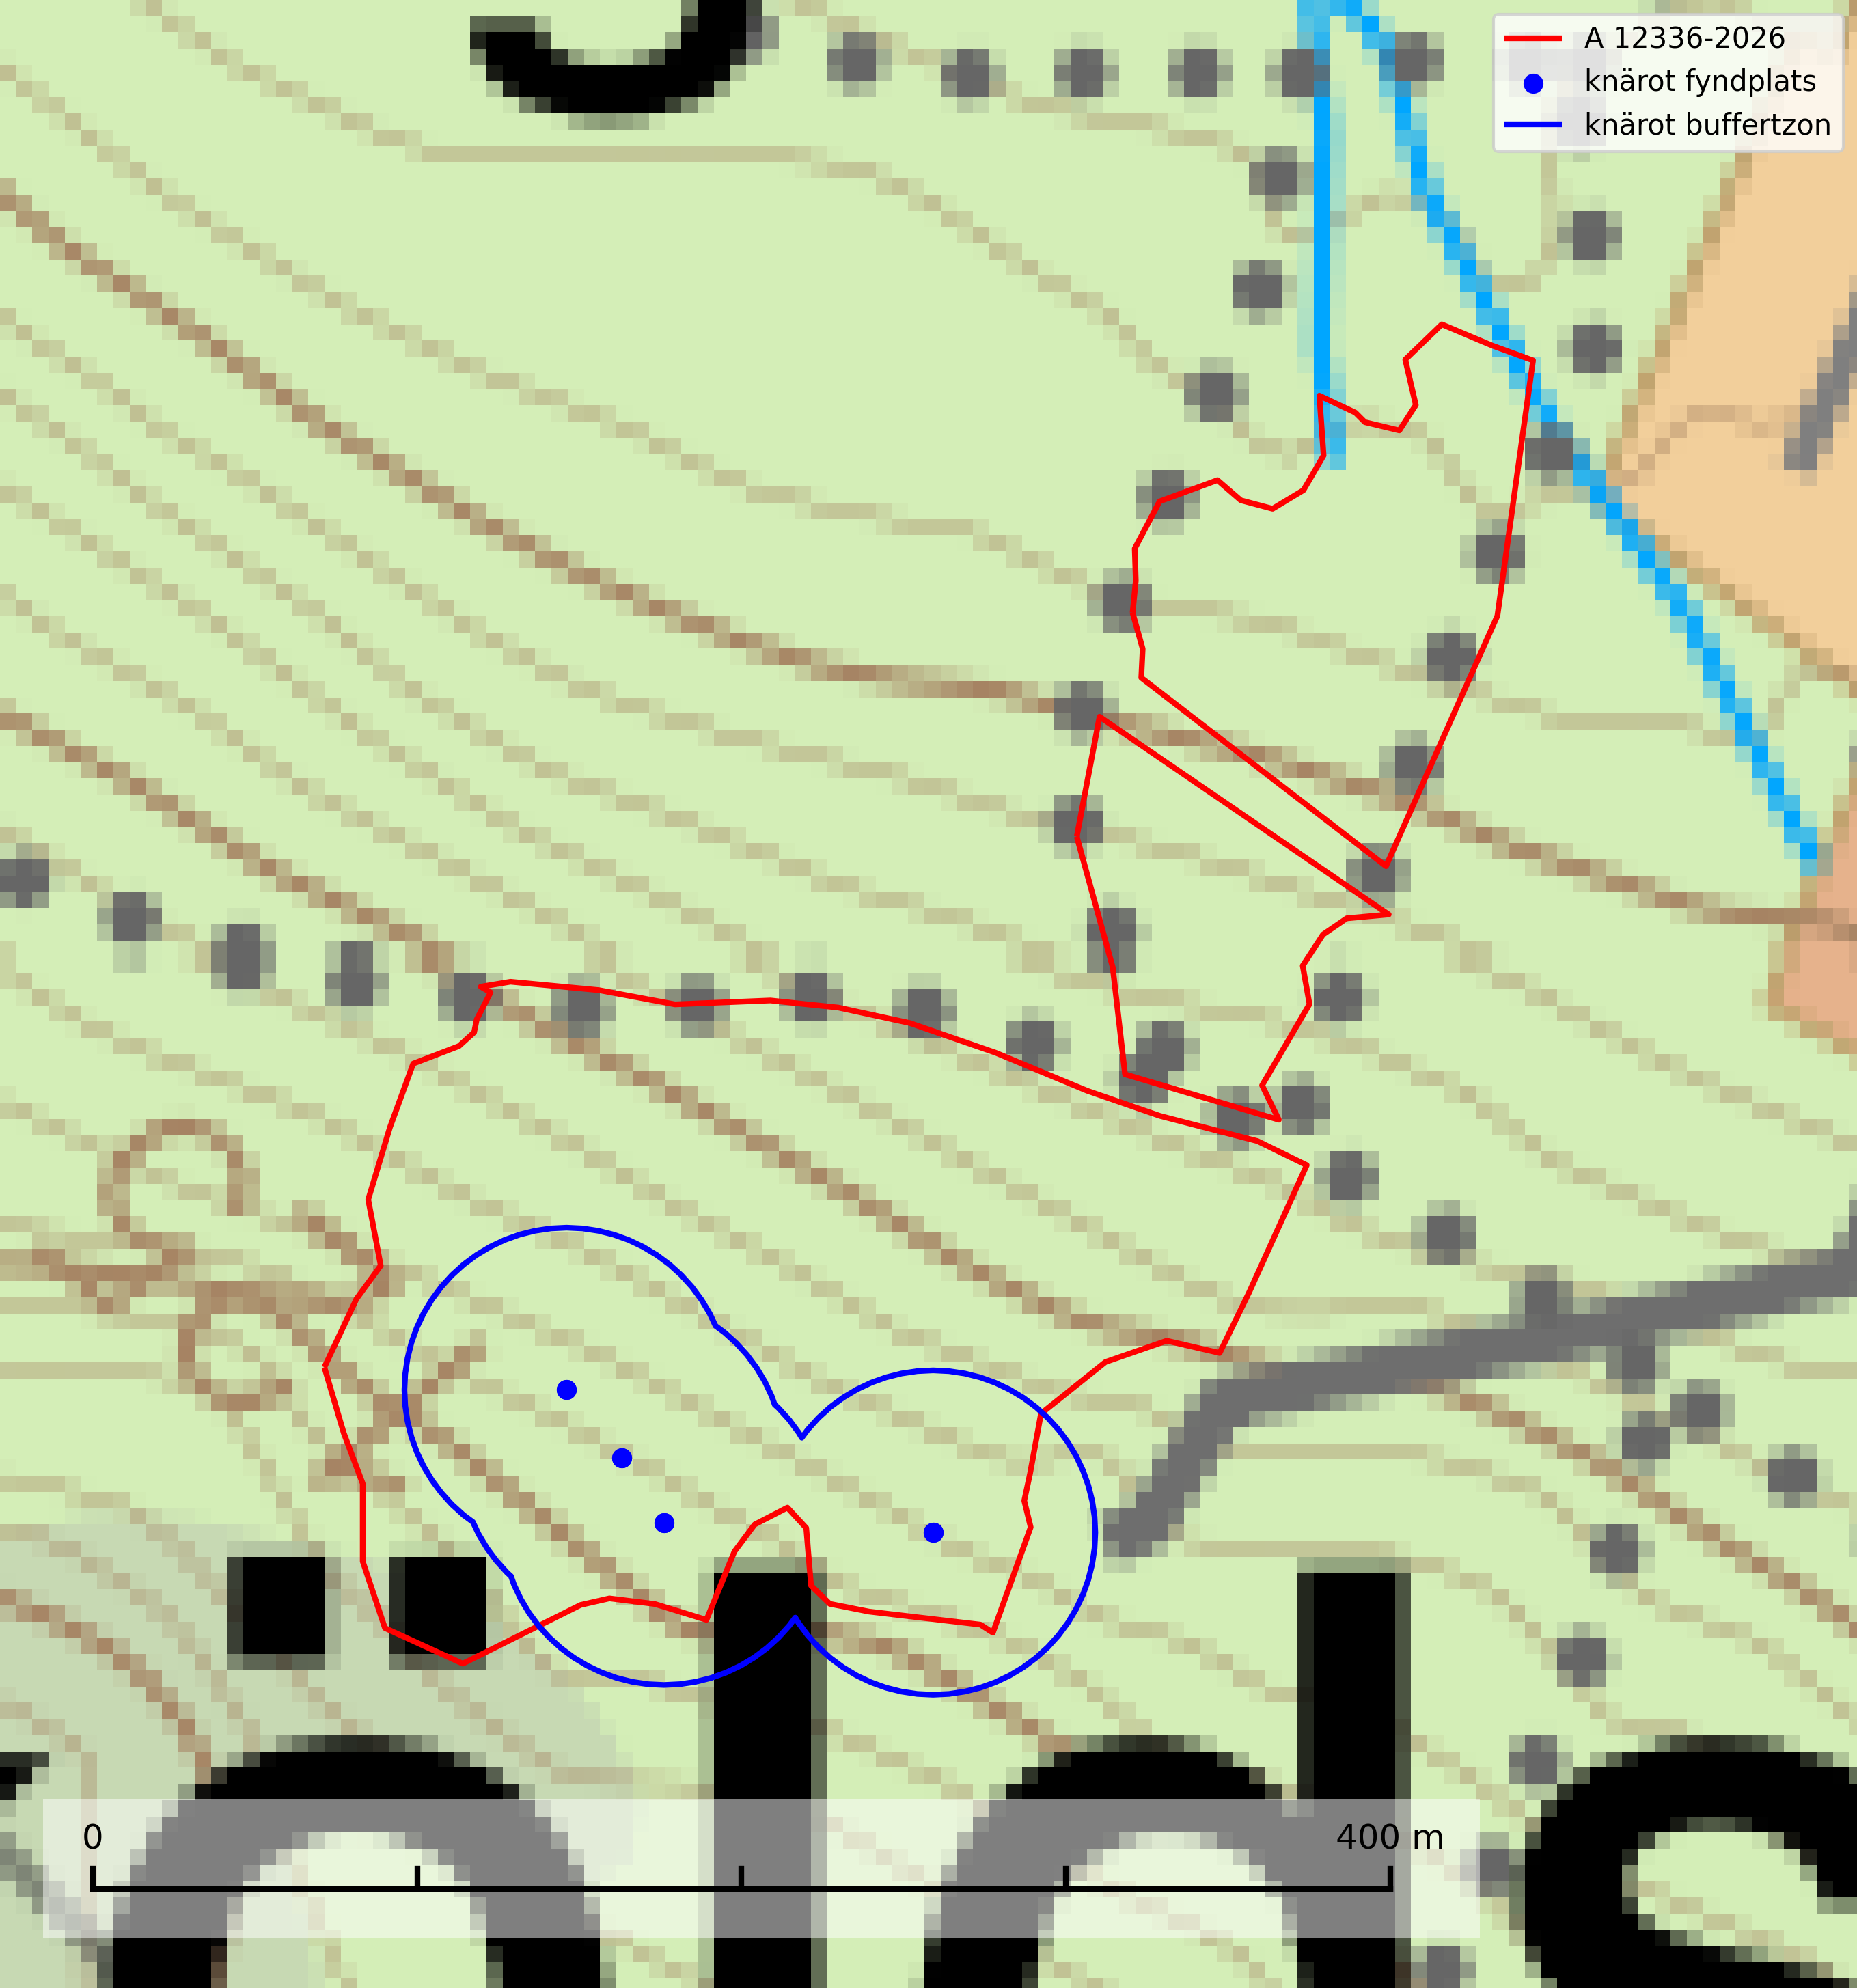 A 12336-2026
knärot fyndplats
knärot buffertzon
0 400 m